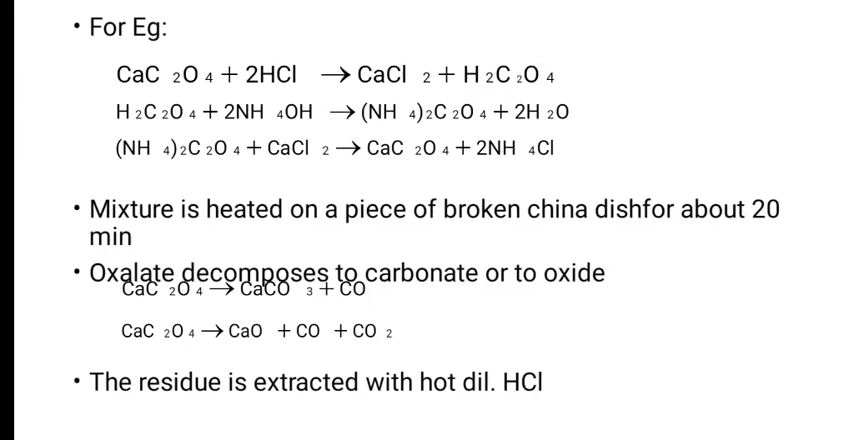 • For Eg:
CaC 2O 4 + 2HCl → CaCl 2 + H 2C 2O 4
H 2C 2O 4 + 2NH 4OH → (NH 4)2C 2O 4 + 2H 2O
(NH 4)2C 2O 4 + CaCl 2 → CaC 2O 4 + 2NH 4Cl
• Mixture is heated on a piece of broken china dishfor about 20
min
• Oxalate decomposes to carbonate or to oxide
CaC 2O 4 → CaCO 3 + CO
CaC 2O 4 → CaO + CO + CO 2
• The residue is extracted with hot dil. HCl